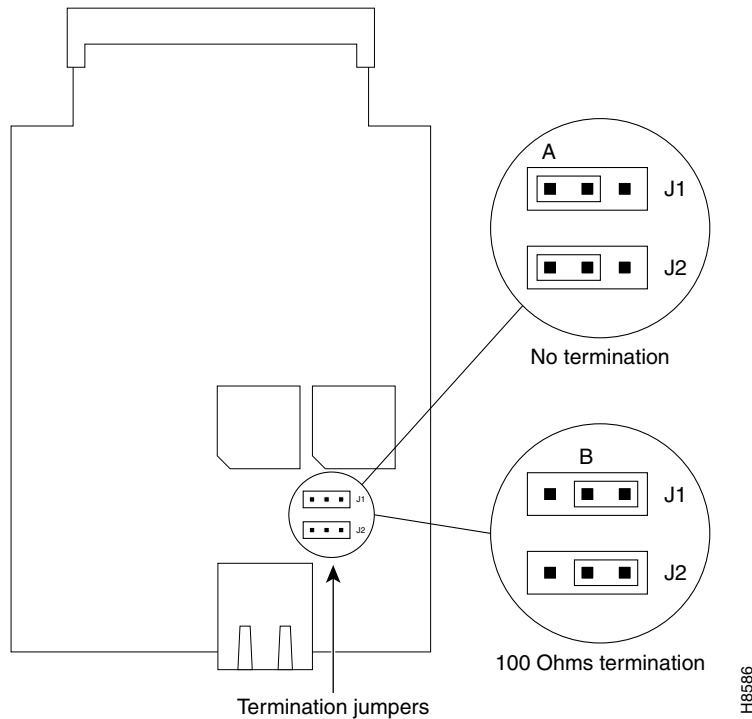 A
J1
J2
No termination
B
J1
J2
100 Ohms termination
J1
J2
Termination jumpers
H8586